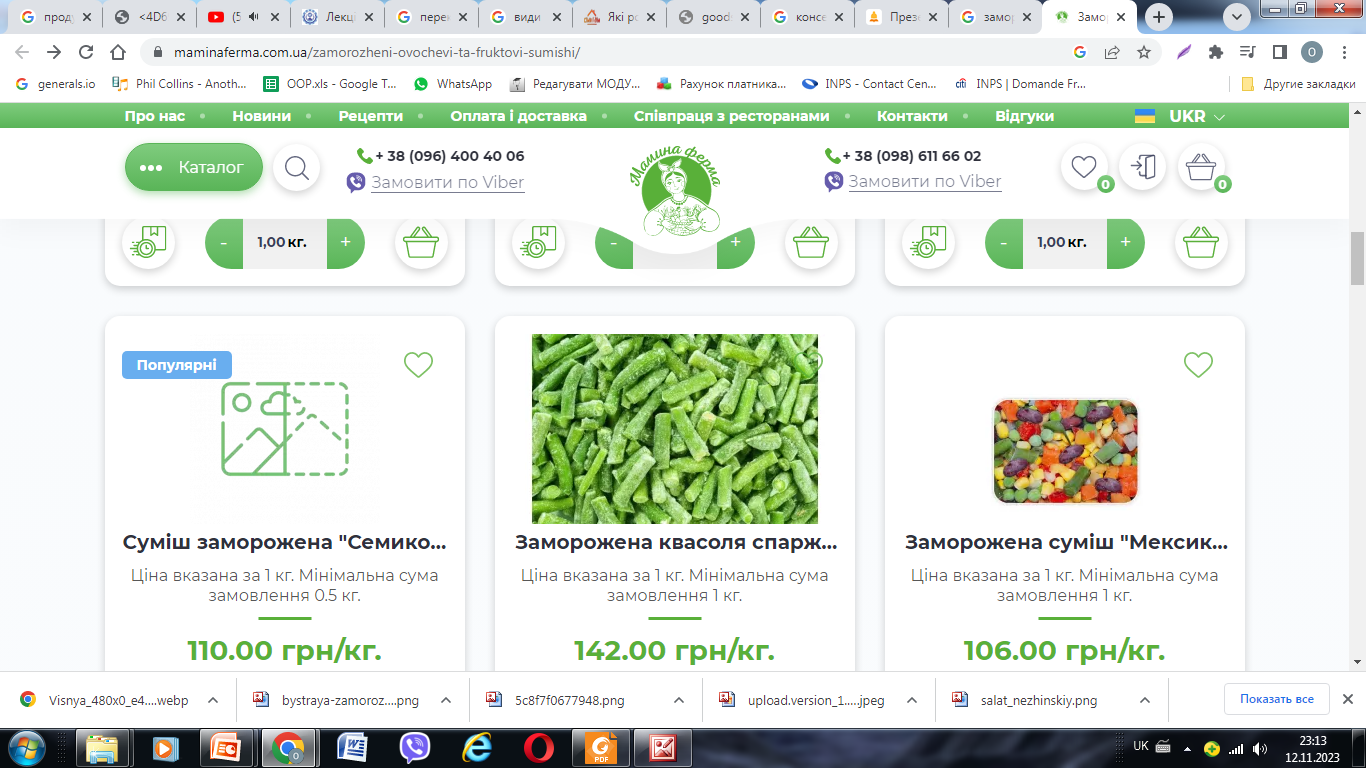 проду
<4D6
(5
Лекц
перек
види
Які ро
good
консе
Презе
замор
Замо
maminaferma.com.ua/zamorozheni-ovochevi-ta-fruktovi-sumishi/
O
generals.io
Phil Collins - Anoth...
OOP.xls - Google T...
WhatsApp
Редагувати МОДУ...
Рахунок платника...
INPS - Contact Cen...
INPS | Domande Fr...
Другие закладки
Про нас
Новини
Рецепти
Оплата і доставка
Співпраця з ресторанами
Контакти
Відгуки
UKR
Каталог
+ 38 (096) 400 40 06
Замовити по Viber
Мамина ферма
+ 38 (098) 611 66 02
Замовити по Viber
0
0
- 1,00 кг. +
- +
- 1,00 кг. +
Популярні
Суміш заморожена "Семико...
Ціна вказана за 1 кг. Мінімальна сума
замовлення 0.5 кг.
110.00 грн/кг.
Заморожена квасоля спарж...
Ціна вказана за 1 кг. Мінімальна сума
замовлення 1 кг.
142.00 грн/кг.
Заморожена суміш "Мексик...
Ціна вказана за 1 кг. Мінімальна сума
замовлення 1 кг.
106.00 грн/кг.
Visnya_480x0_e4....webp
bystraya-zamoroz....png
5c8f7f0677948.png
upload.version_1.....jpeg
salat_nezhinskiy.png
Показать все
UK
23:13
12.11.2023